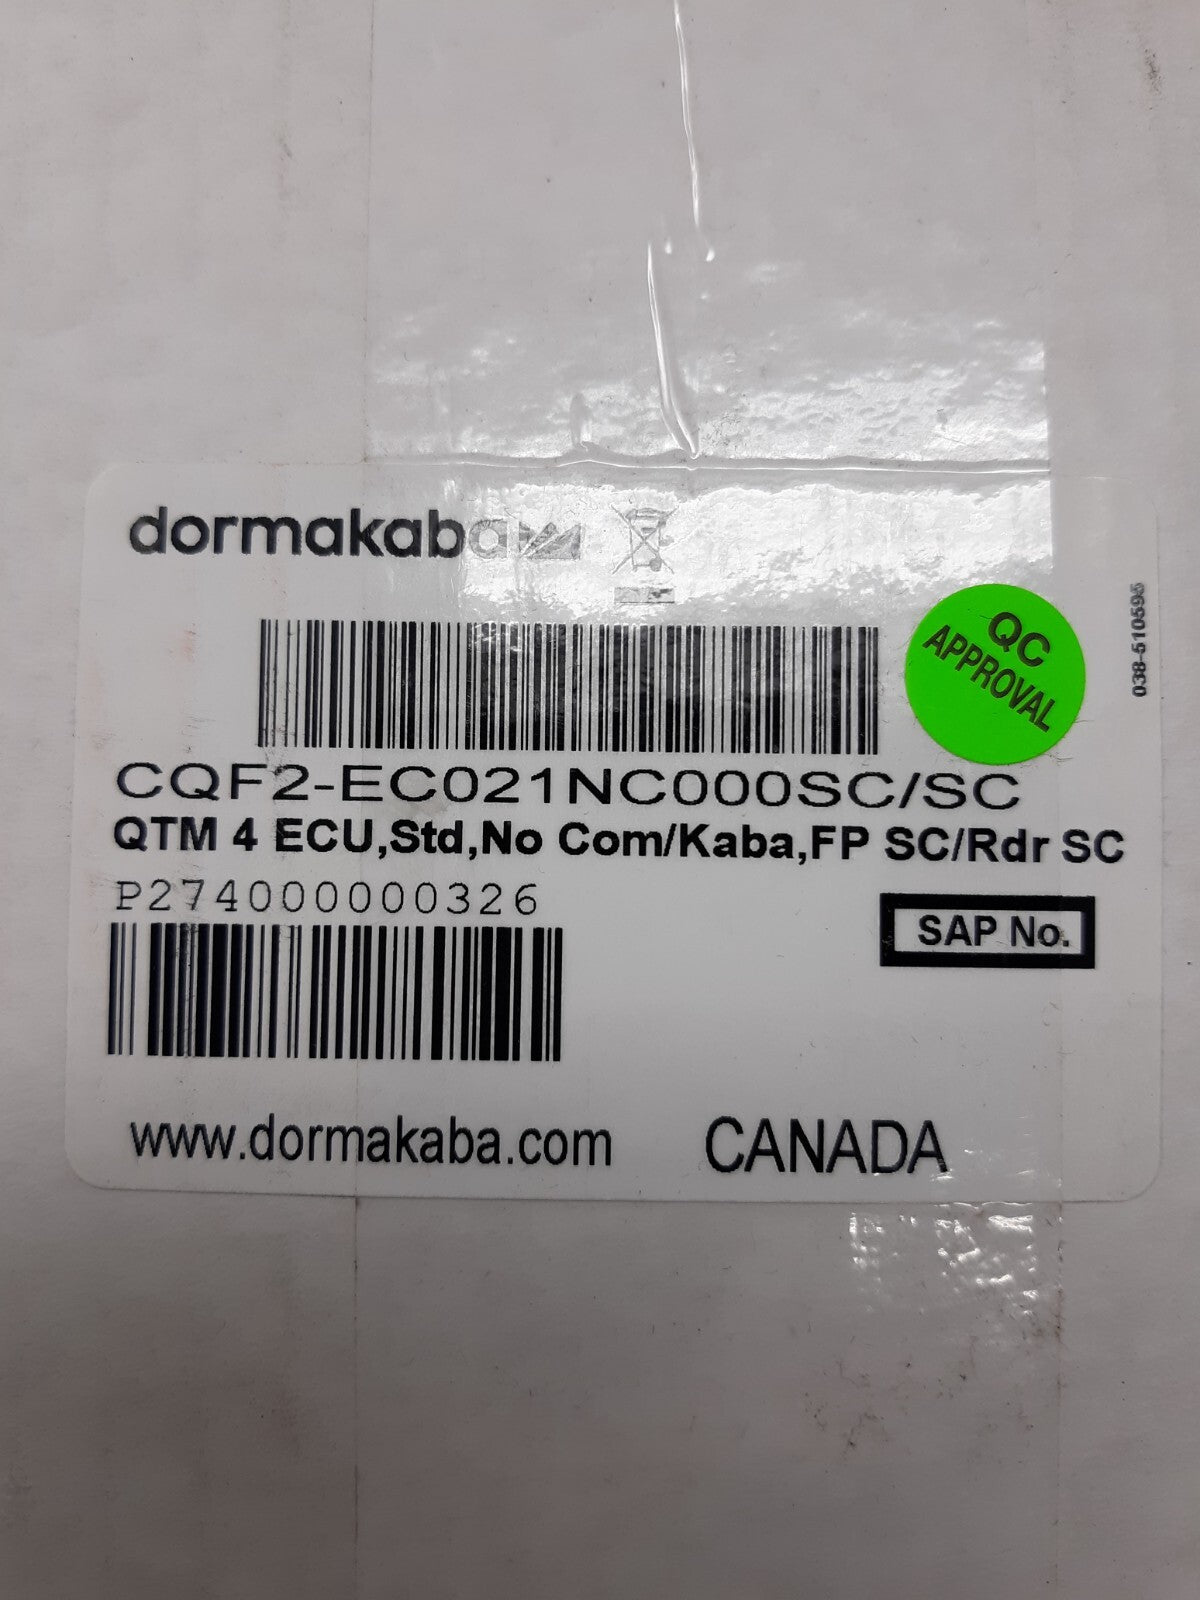 dormakaba
QC
APPROVAL
038-510595
CQF2-EC021NC000SC/SC
QTM 4 ECU,Std,No Com/Kaba,FP SC/Rdr SC
P274000000326
SAP No.
www.dormakaba.com
CANADA